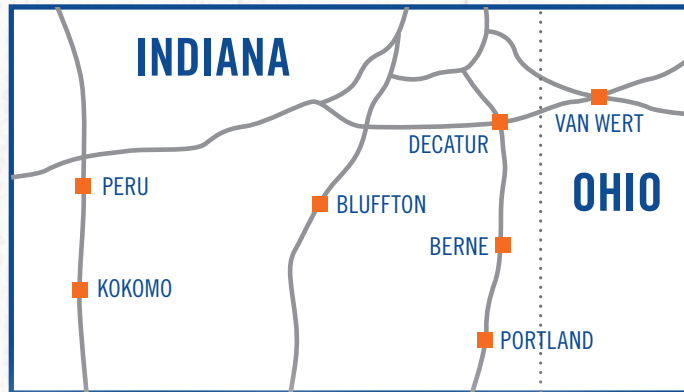 INDIANA
VAN WERT
DECATUR
PERU
OHIO
BLUFFTON
BERNE
KOKOMO
PORTLAND